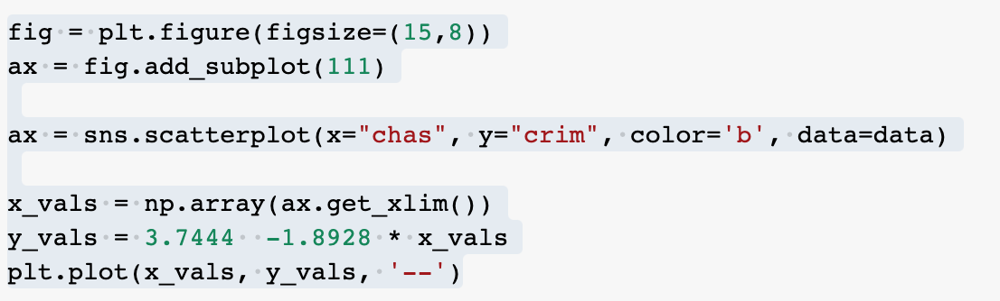 fig = plt.figure(figsize=(15,8))
ax = fig.add_subplot(111)
ax = sns.scatterplot(x="chas", y="crim", color='b', data=data)
x_vals = np.array(ax.get_xlim())
y_vals = 3.7444  -1.8928 * x_vals
plt.plot(x_vals, y_vals, '--')